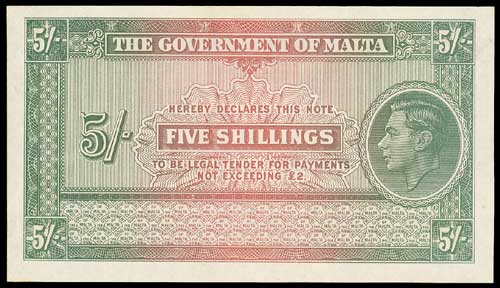 5/- 5/-
THE GOVERNMENT OF MALTA
HEREBY DECLARES THIS NOTE
5/- FIVE SHILLINGS
TO BE LEGAL TENDER FOR PAYMENTS
NOT EXCEEDING £2.
5/- 5/-